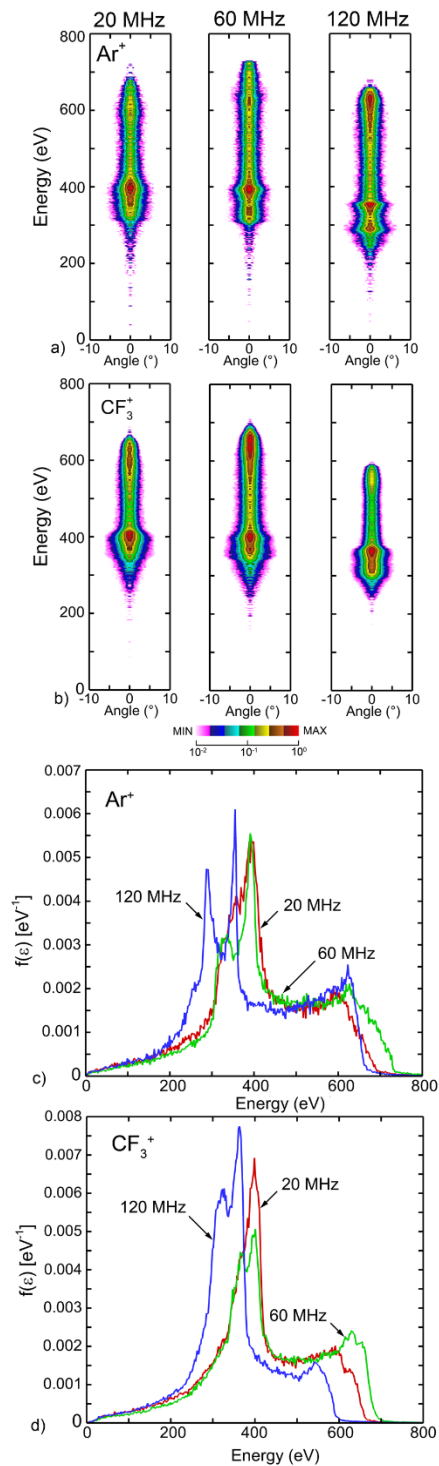 20 MHz 60 MHz 120 MHz
800
Ar+
600
Energy (eV)
400
200
0
-10 0 10 -10 0 10 -10 0 10
a) Angle (°) Angle (°) Angle (°)
800
CF3+
600
Energy (eV)
400
200
0
-10 0 10 -10 0 10 -10 0 10
b) Angle (°) Angle (°) Angle (°)
MIN MAX
10-2 10-1 100
0.007
Ar+
0.006
0.005
120 MHz
20 MHz
0.004
60 MHz
0.003
f(ε) [eV-1]
0.002
0.001
0
0 200 400 600 800
c) Energy (eV)
0.008
CF3+
0.007
20 MHz
0.006
120 MHz
0.005
0.004
f(ε) [eV-1]
0.003
60 MHz
0.002
0.001
0
0 200 400 600 800
d) Energy (eV)